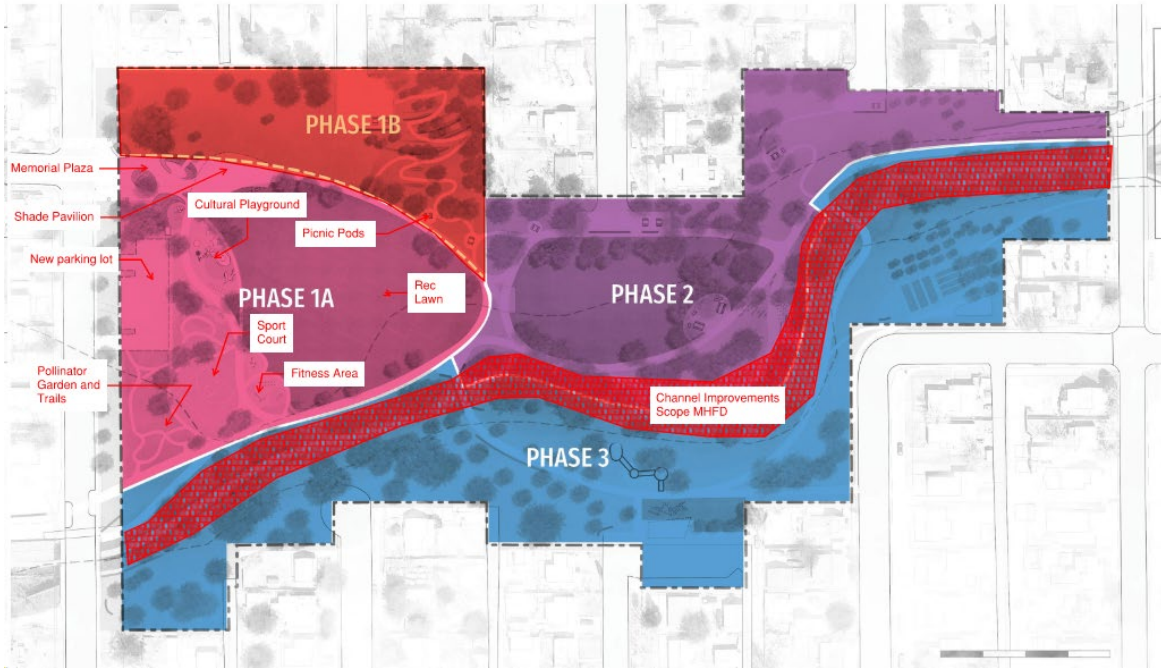 PHASE 1B
Memorial Plaza
Shade Pavilion
Cultural Playground
Picnic Pods
New parking lot
PHASE 1A
Rec
Lawn
PHASE 2
Sport
Court
Pollinator
Garden and
Trails
Fitness Area
Channel Improvements
Scope MHFD
PHASE 3